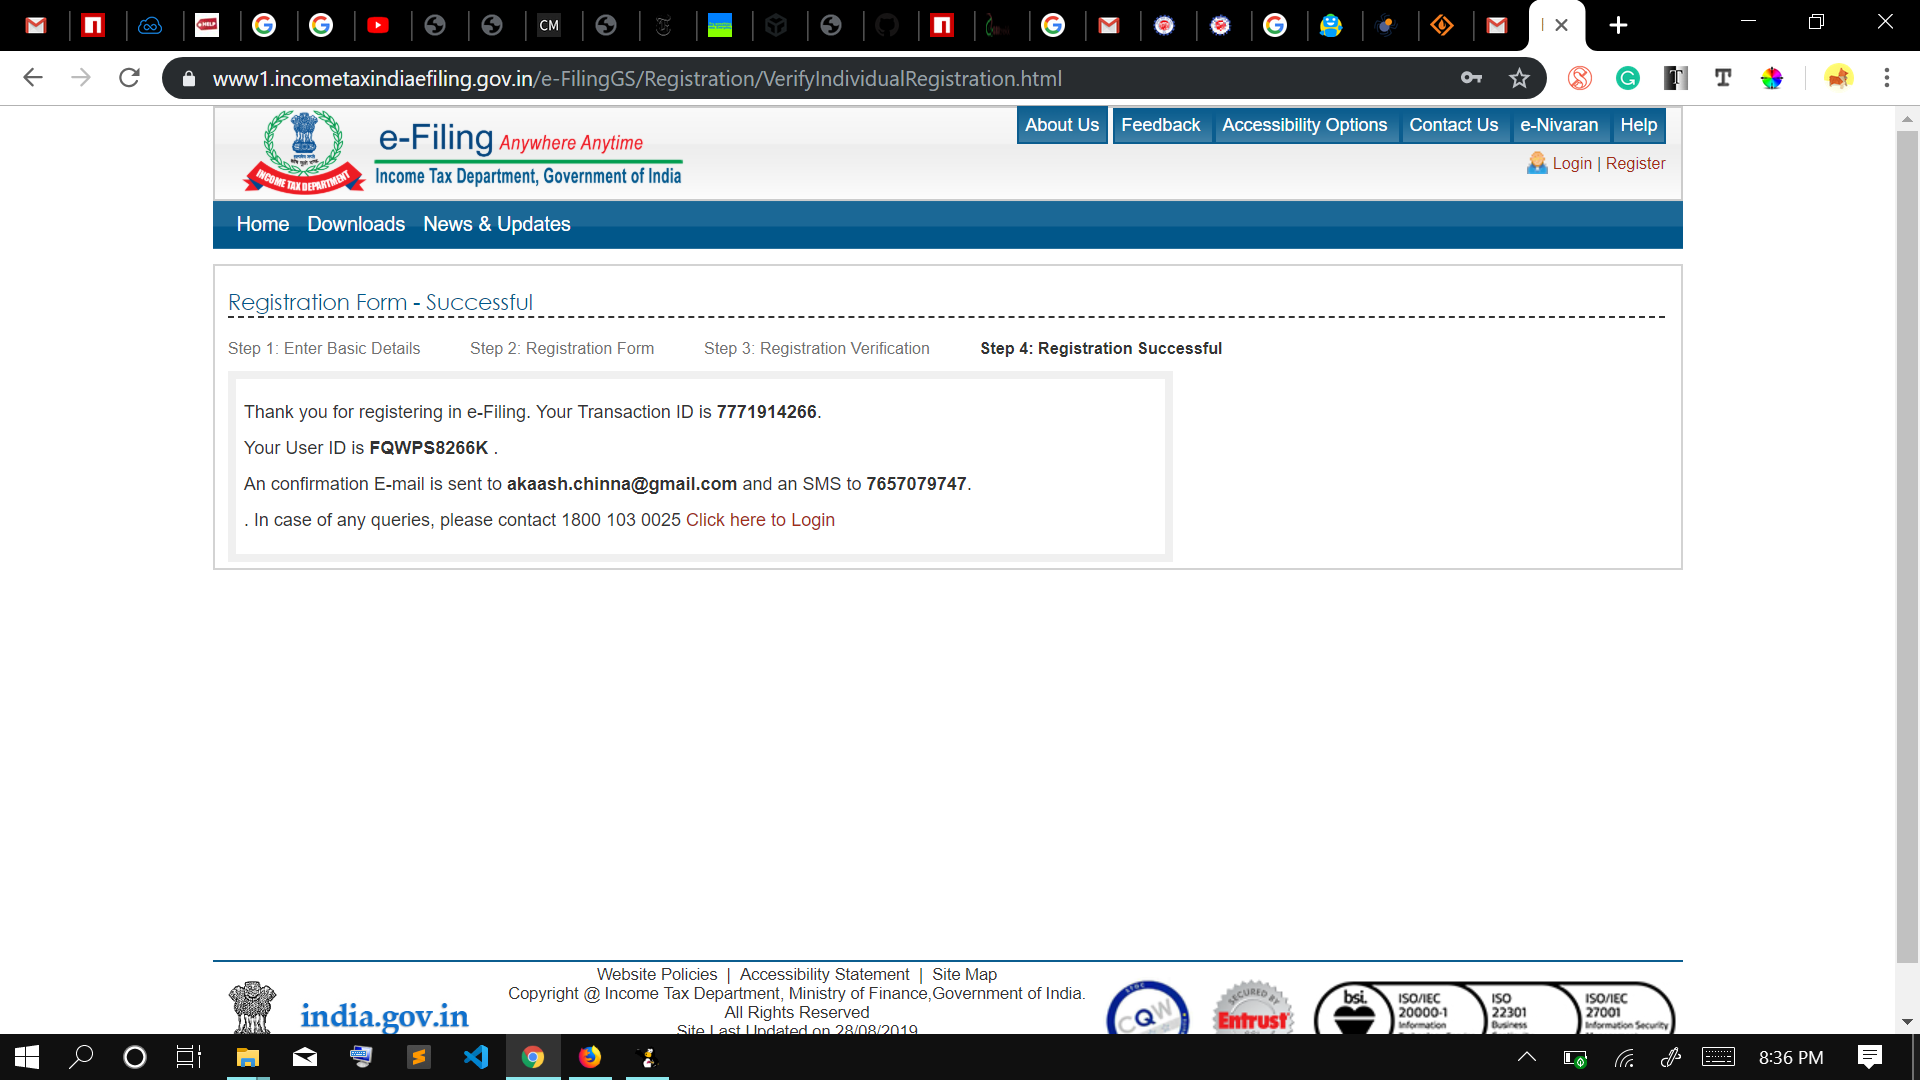 CM
www1.incometaxindiaefiling.gov.in/e-FilingGS/Registration/VerifyIndividualRegistration.html
INCOME TAX DEPARTMENT
e-Filing Anywhere Anytime
Income Tax Department, Government of India
About Us Feedback Accessibility Options Contact Us e-Nivaran Help
Login | Register
Home Downloads News & Updates
Registration Form - Successful
Step 1: Enter Basic Details Step 2: Registration Form Step 3: Registration Verification Step 4: Registration Successful
Thank you for registering in e-Filing. Your Transaction ID is 7771914266.
Your User ID is FQWPS8266K .
An confirmation E-mail is sent to akaash.chinna@gmail.com and an SMS to 7657079747.
. In case of any queries, please contact 1800 103 0025 Click here to Login
Website Policies | Accessibility Statement | Site Map
Copyright @ Income Tax Department, Ministry of Finance,Government of India.
All Rights Reserved
Site Last Updated on 28/08/2019
india.gov.in
CQW
SECURED BY
Entrust
bsi.
ISO/IEC
20000-1
Information
ISO
22301
Business
ISO/IEC
27001
Information Security
8:36 PM